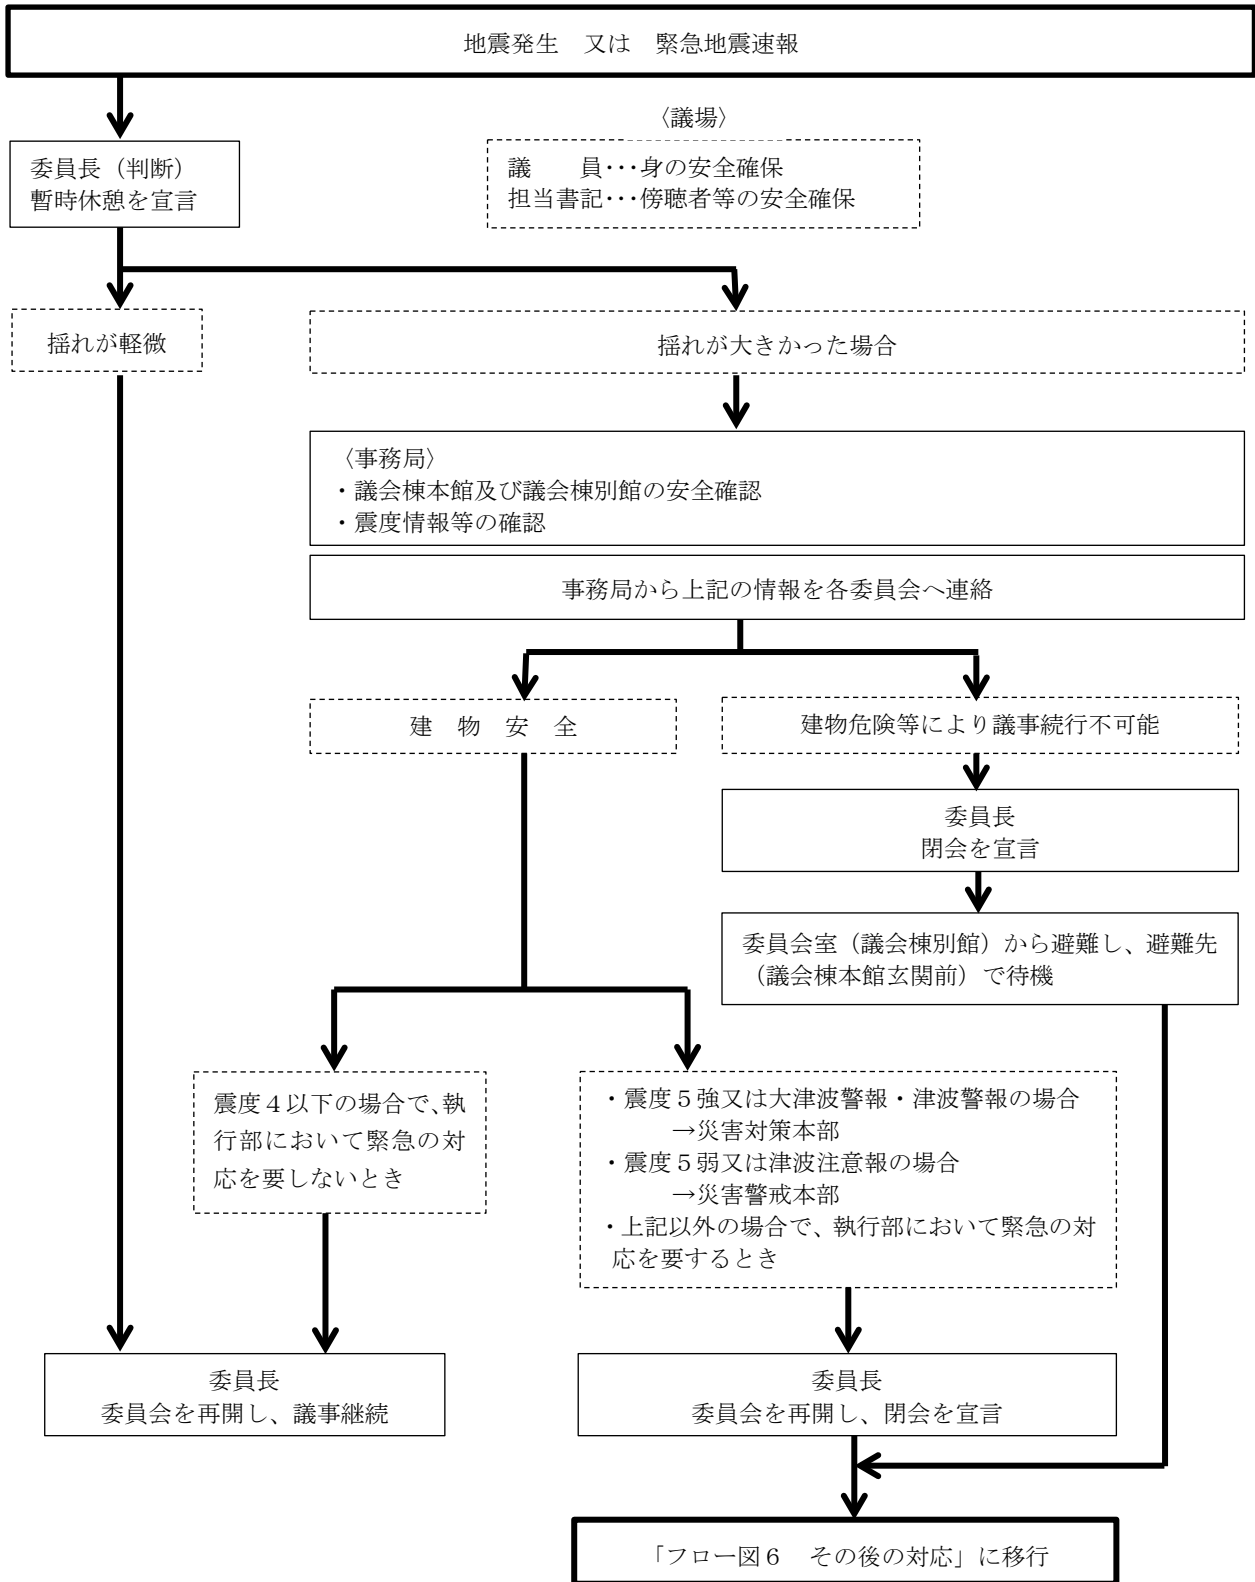 地震発生　又は　緊急地震速報
〈議場〉
委員長（判断）
暫時休憩を宣言
議　　員･･･身の安全確保
担当書記･･･傍聴者等の安全確保
揺れが軽微
揺れが大きかった場合
〈事務局〉
・議会棟本館及び議会棟別館の安全確認
・震度情報等の確認
事務局から上記の情報を各委員会へ連絡
建　物　安　全
建物危険等により議事続行不可能
委員長
閉会を宣言
委員会室（議会棟別館）から避難し、避難先
（議会棟本館玄関前）で待機
震度４以下の場合で、執
行部において緊急の対
応を要しないとき
・震度５強又は大津波警報・津波警報の場合
→災害対策本部
・震度５弱又は津波注意報の場合
→災害警戒本部
・上記以外の場合で、執行部において緊急の対
応を要するとき
委員長
委員会を再開し、議事継続
委員長
委員会を再開し、閉会を宣言
「フロー図６　その後の対応」に移行